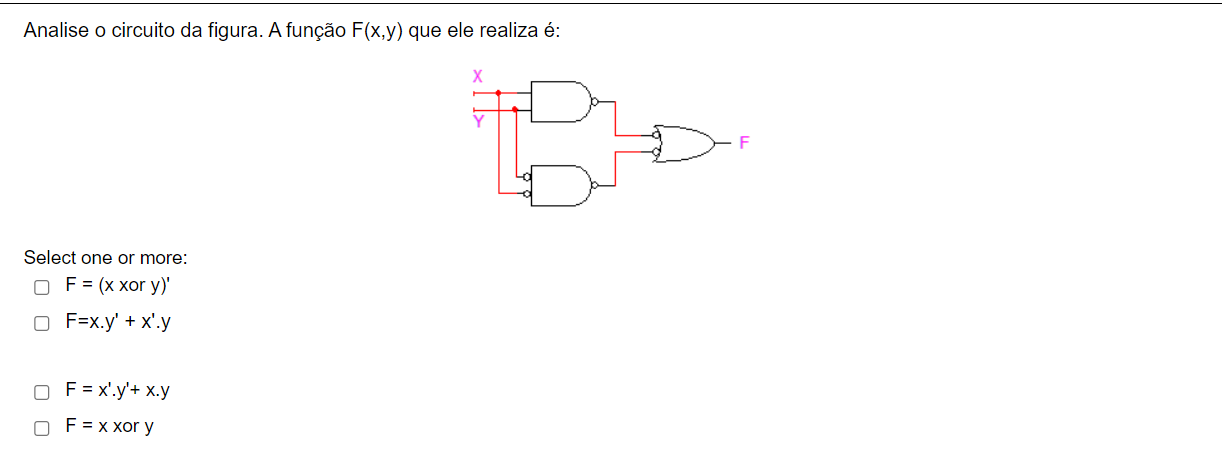 Analise o circuito da figura. A função F(x,y) que ele realiza é:
X
Y
F
Select one or more:
F = (x xor y)'
F=x.y' + x'.y
F = x'.y'+ x.y
F = x xor y